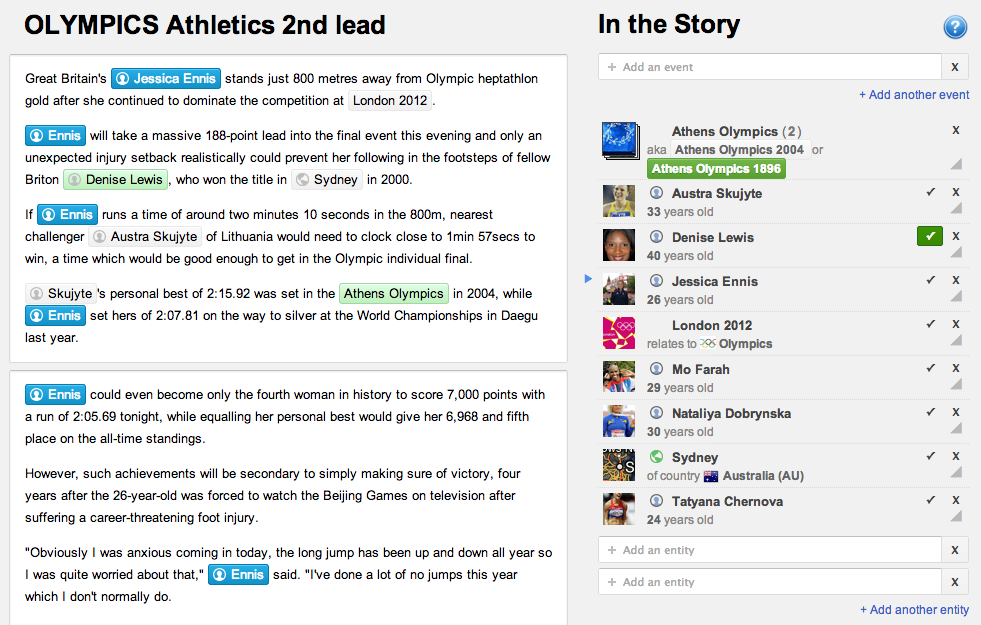 OLYMPICS Athletics 2nd lead
Great Britain's Jessica Ennis stands just 800 metres away from Olympic heptathlon
gold after she continued to dominate the competition at London 2012 .
Ennis will take a massive 188-point lead into the final event this evening and only an
unexpected injury setback realistically could prevent her following in the footsteps of fellow
Briton Denise Lewis , who won the title in Sydney in 2000.
If Ennis runs a time of around two minutes 10 seconds in the 800m, nearest
challenger Austra Skujyte of Lithuania would need to clock close to 1min 57secs to
win, a time which would be good enough to get in the Olympic individual final.
Skujyte 's personal best of 2:15.92 was set in the Athens Olympics in 2004, while
Ennis set hers of 2:07.81 on the way to silver at the World Championships in Daegu
last year.
Ennis could even become only the fourth woman in history to score 7,000 points with
a run of 2:05.69 tonight, while equalling her personal best would give her 6,968 and fifth
place on the all-time standings.
However, such achievements will be secondary to simply making sure of victory, four
years after the 26-year-old was forced to watch the Beijing Games on television after
suffering a career-threatening foot injury.
"Obviously I was anxious coming in today, the long jump has been up and down all year so
I was quite worried about that," Ennis said. "I've done a lot of no jumps this year
which I don't normally do.
In the Story
?
+ Add an event x
+ Add another event
Athens Olympics (2) x
aka Athens Olympics 2004 or
Athens Olympics 1896
Austra Skujyte ✓ x
33 years old
Denise Lewis ✓ x
40 years old
Jessica Ennis ✓ x
26 years old
London 2012 ✓ x
relates to Olympics
Mo Farah ✓ x
29 years old
Nataliya Dobrynska ✓ x
30 years old
Sydney ✓ x
of country Australia (AU)
Tatyana Chernova ✓ x
24 years old
+ Add an entity x
+ Add an entity x
+ Add another entity